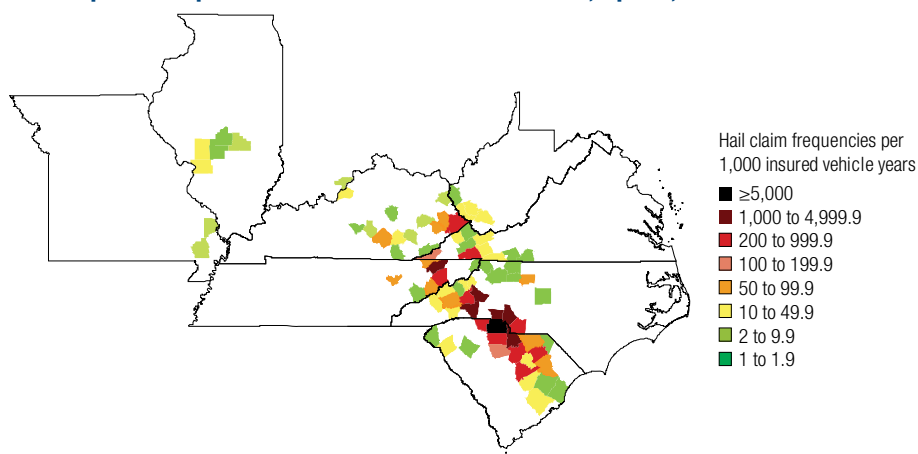 Hail claim frequencies per
1,000 insured vehicle years
≥5,000
1,000 to 4,999.9
200 to 999.9
100 to 199.9
50 to 99.9
10 to 49.9
2 to 9.9
1 to 1.9